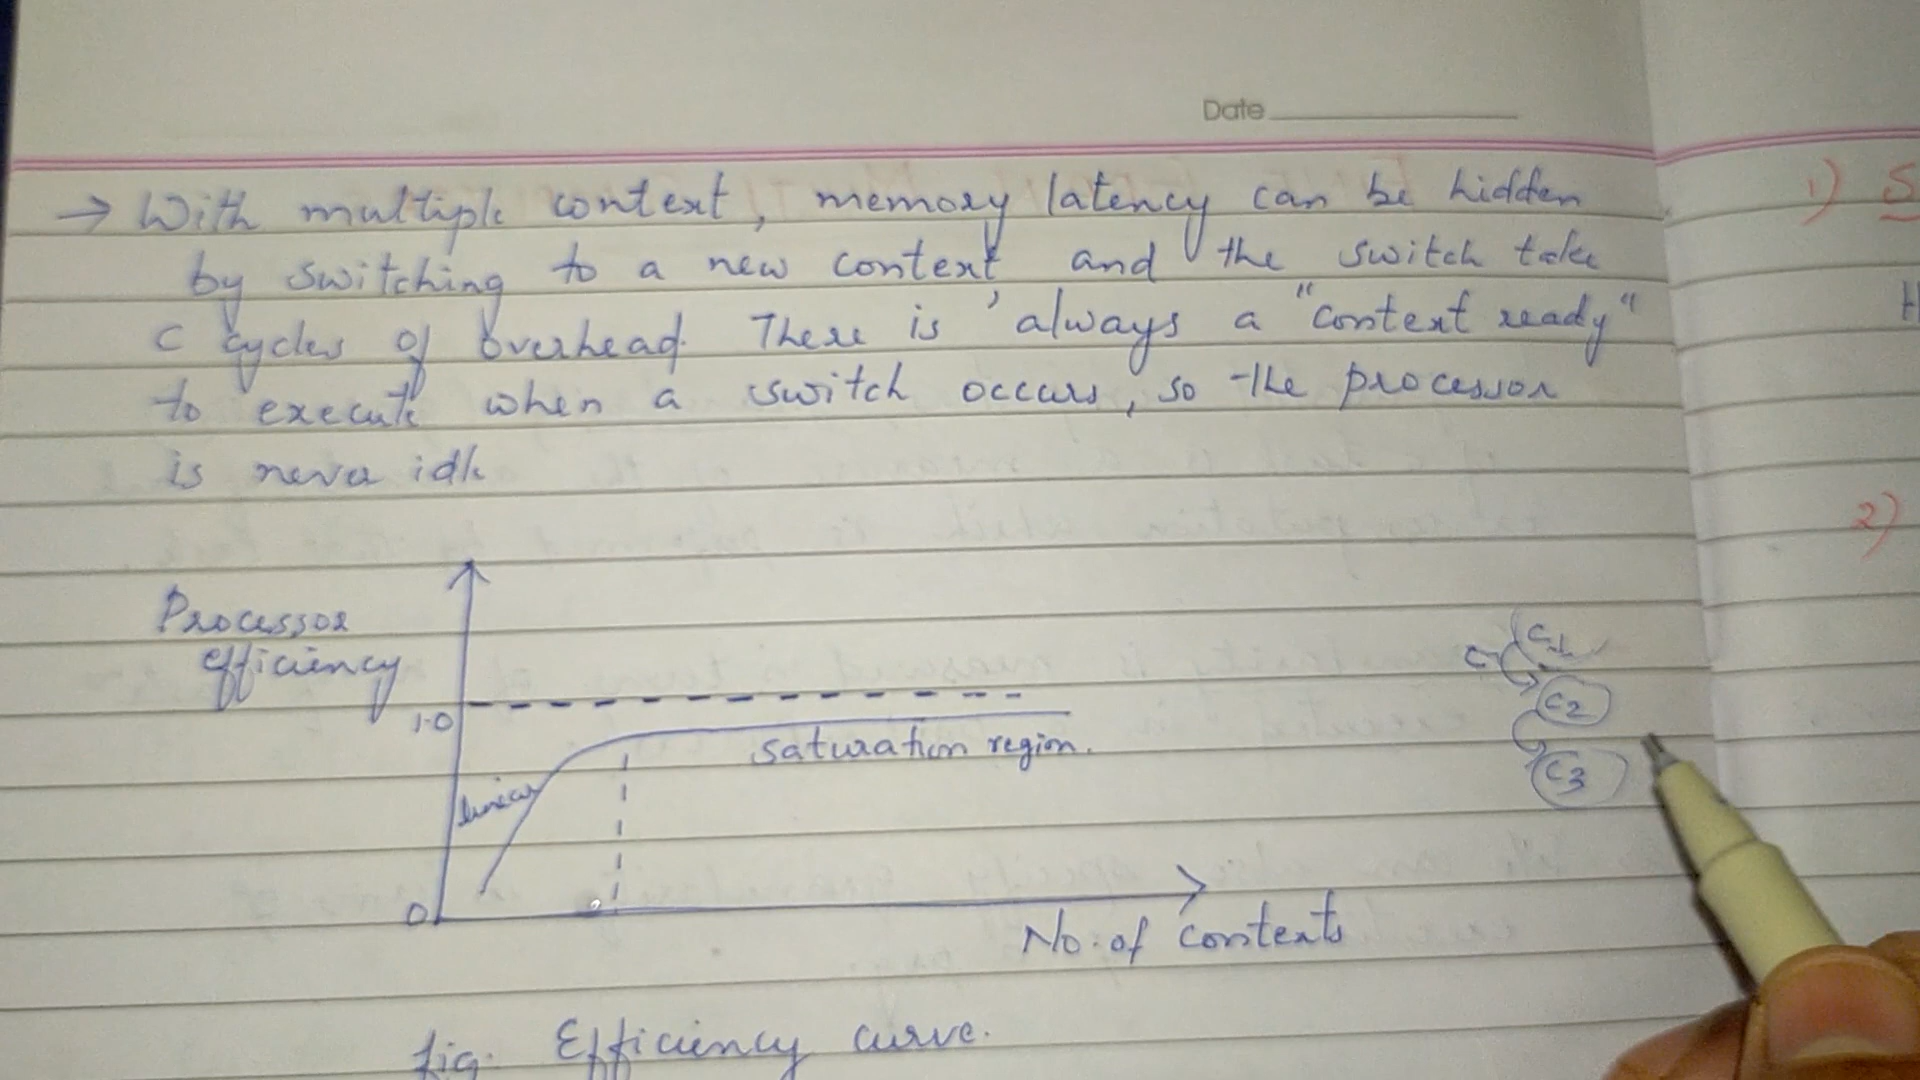 Date
→ With multiple context, memory latency can be hidden
by switching to a new context and the switch take
C cycles of overhead. There is always a "context ready"
to execute when a switch occurs, so the processor
is never idle
Processor
efficiency
1.0
saturation region.
linear
0
No. of contexts
fig. Efficiency curve.
C1
C
C2
C3
1) S
H
2)